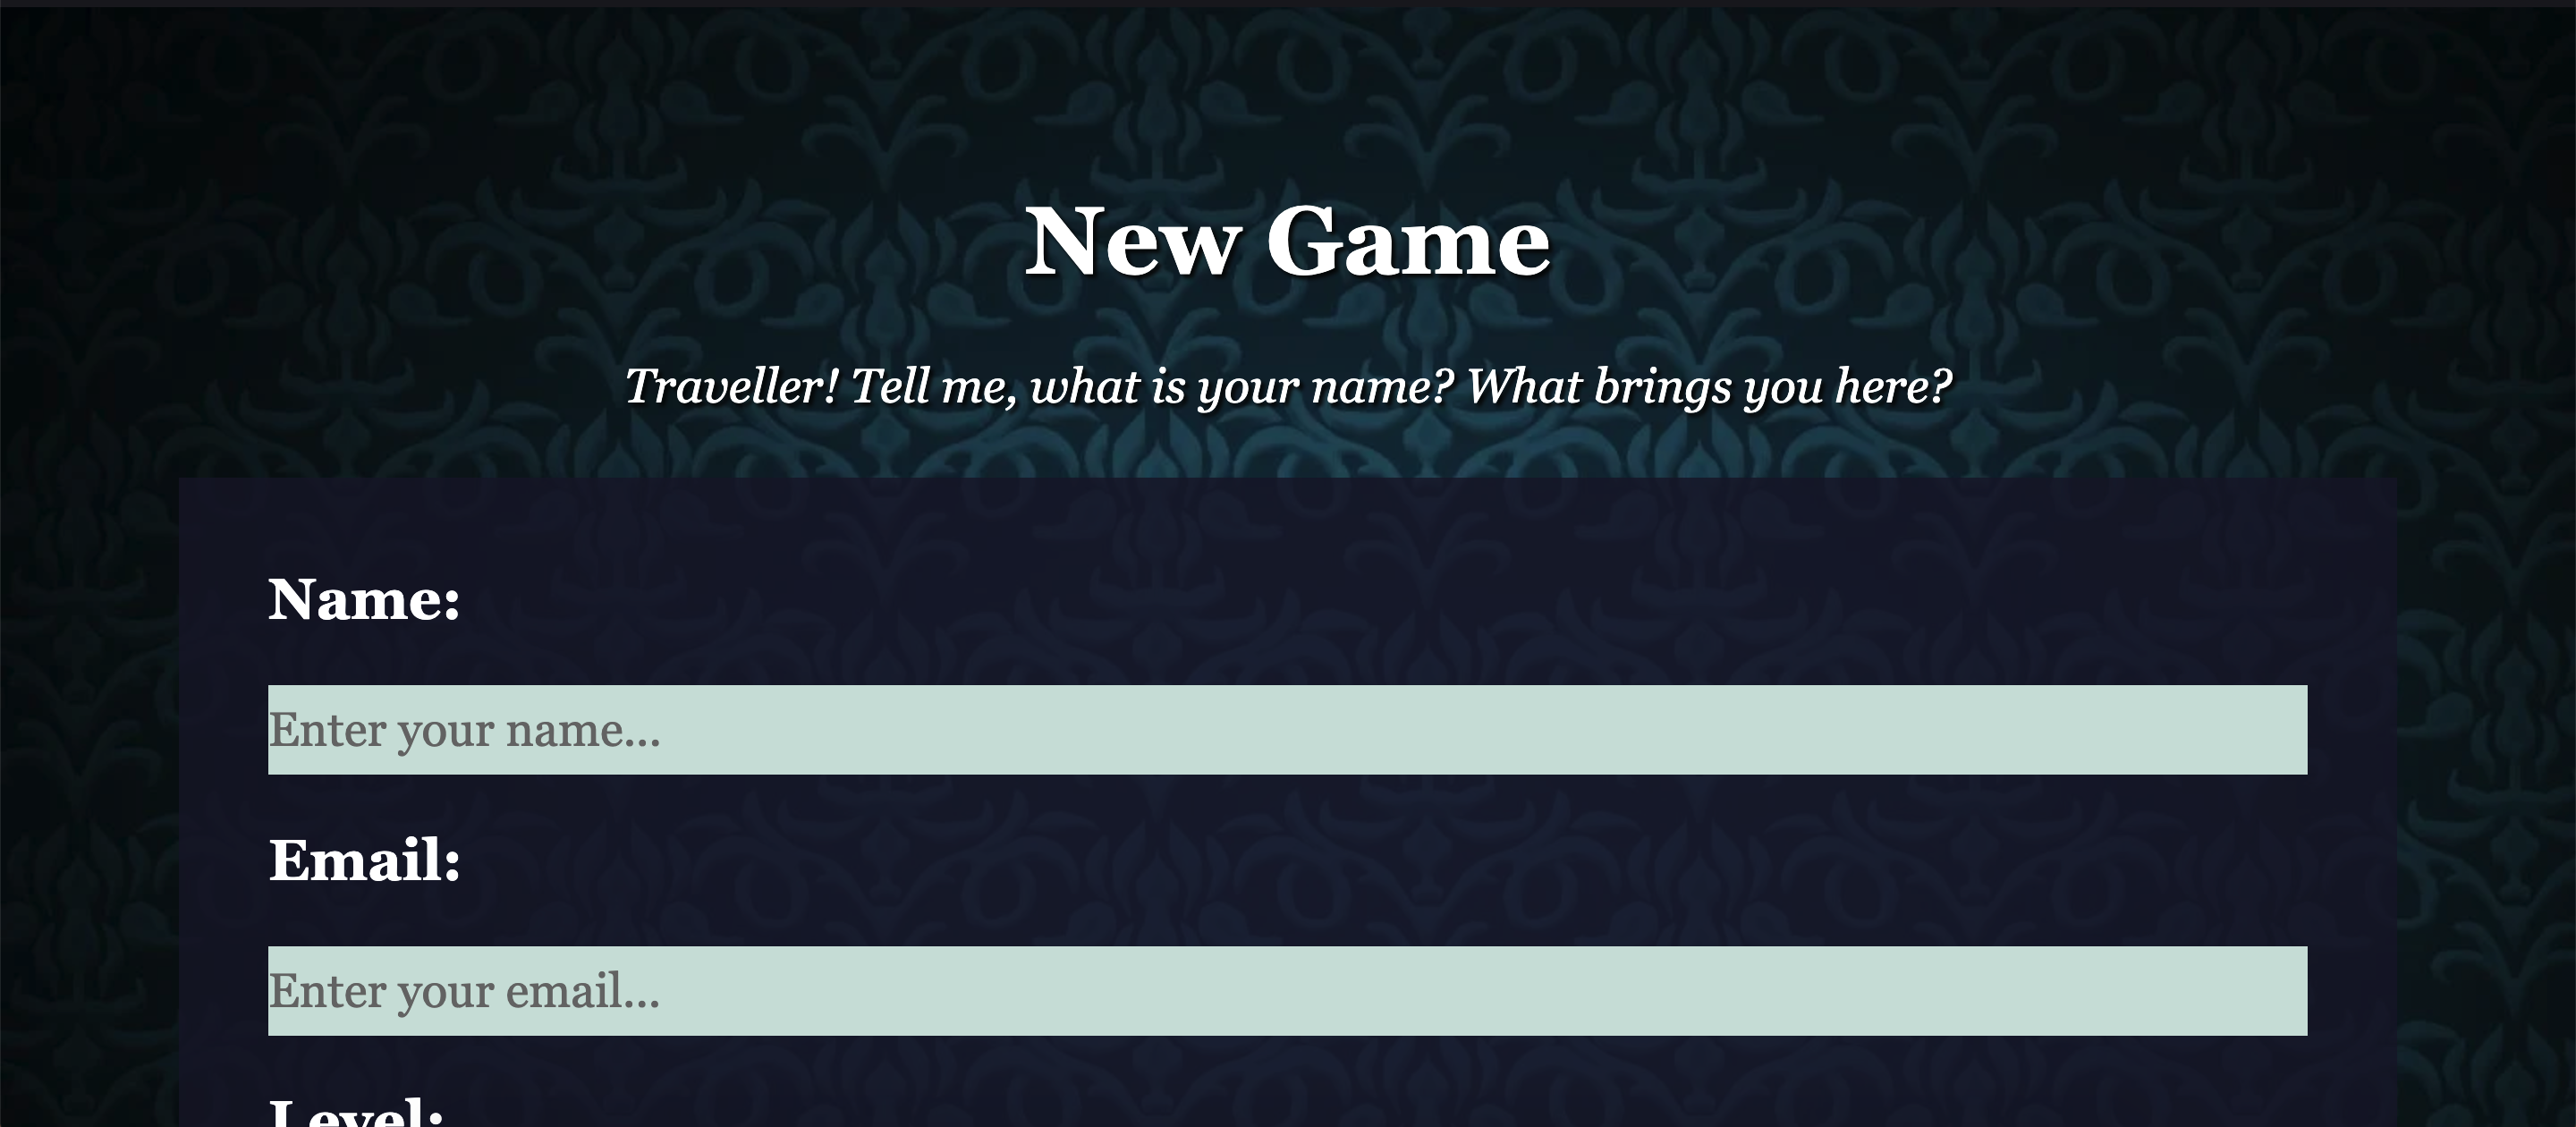 New Game
Traveller! Tell me, what is your name? What brings you here?
Name:
Enter your name...
Email:
Enter your email...
Level: